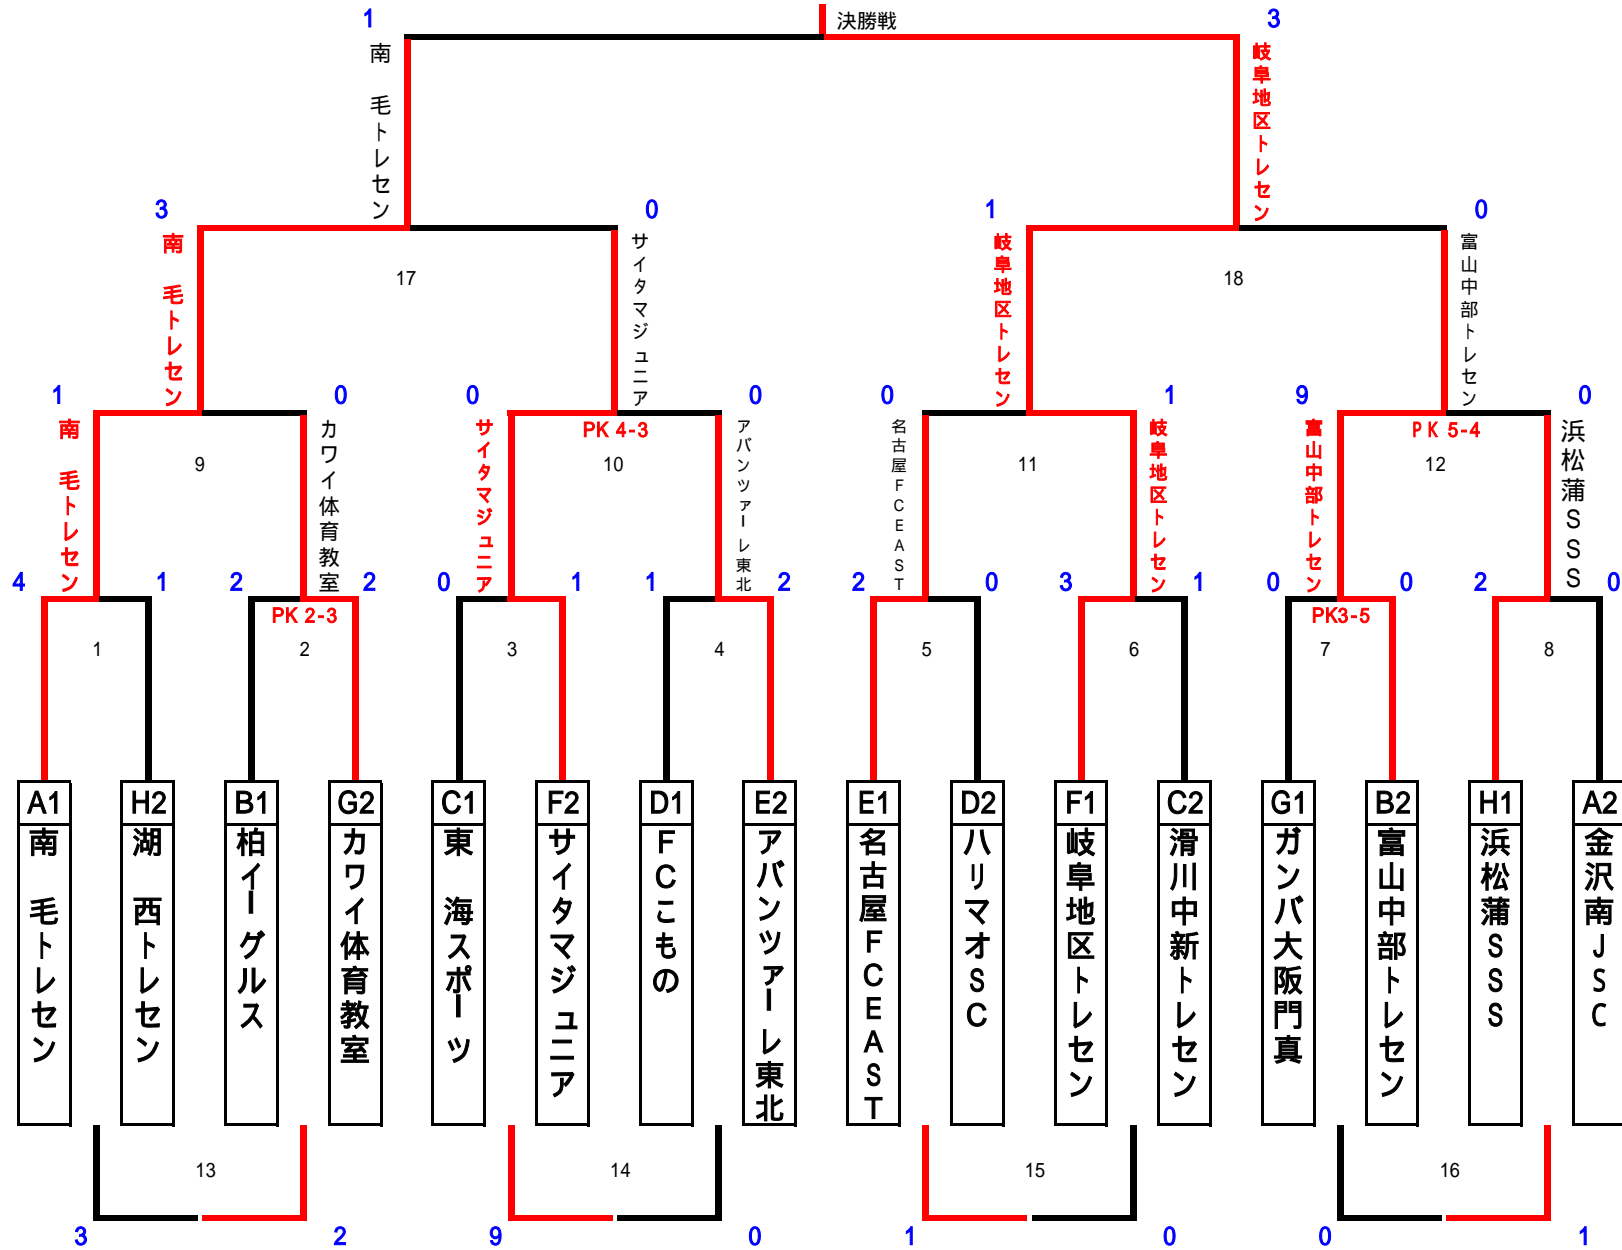 1
決勝戦
3
南 毛トレセン
岐阜地区トレセン
3
0
1
0
南 毛トレセン
サイタマジュニア
岐阜地区トレセン
富山中部トレセン
17
18
1
0
0
0
0
1
9
0
南 毛トレセン
カワイ体育教室
サイタマジュニア
PK 4-3
アバンツァーレ東北
名古屋FCEAST
岐阜地区トレセン
富山中部トレセン
PK 5-4
浜松蒲SSS
9
10
11
12
4
1
2
2
0
1
1
2
2
0
3
1
0
0
2
0
PK 2-3
PK3-5
1
2
3
4
5
6
7
8
A1
南 毛トレセン
H2
湖 西トレセン
B1
柏イーグルス
G2
カワイ体育教室
C1
東 海スポーツ
F2
サイタマジュニア
D1
FCこもの
E2
アバンツァーレ東北
E1
名古屋FCEAST
D2
ハリマオSC
F1
岐阜地区トレセン
C2
滑川中新トレセン
G1
ガンバ大阪門真
B2
富山中部トレセン
H1
浜松蒲SSS
A2
金沢南JSC
13
14
15
16
3
2
9
0
1
0
0
1